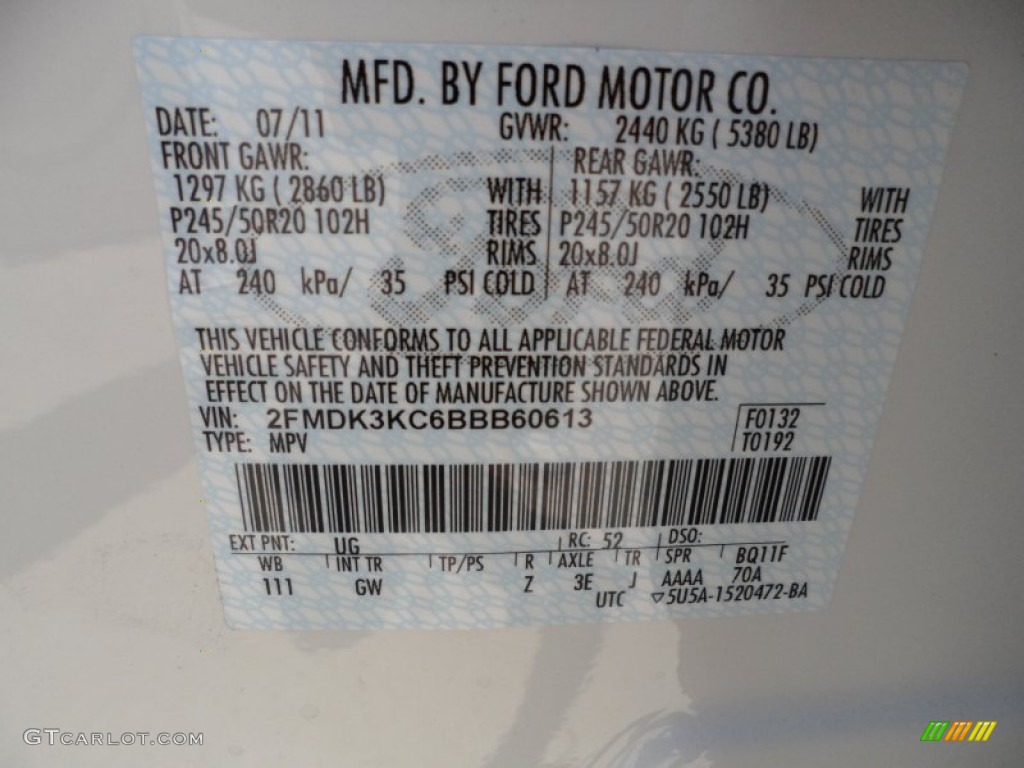 MFD. BY FORD MOTOR CO.
DATE: 07/11 GVWR: 2440 KG ( 5380 LB)
FRONT GAWR: REAR GAWR:
1297 KG ( 2860 LB) WITH 1157 KG ( 2550 LB) WITH
P245/50R20 102H TIRES P245/50R20 102H TIRES
20x8.0J RIMS 20x8.0J RIMS
AT 240 kPa/ 35 PSI COLD AT 240 kPa/ 35 PSI COLD
THIS VEHICLE CONFORMS TO ALL APPLICABLE FEDERAL MOTOR
VEHICLE SAFETY AND THEFT PREVENTION STANDARDS IN
EFFECT ON THE DATE OF MANUFACTURE SHOWN ABOVE.
VIN: 2FMDK3KC6BBB60613 F0132
TYPE: MPV T0192
EXT PNT: UG RC: 52 DSO:
WB INT TR TP/PS R AXLE TR SPR BQ11F
111 GW Z 3E J AAAA 70A
UTC ▽5U5A-1520472-BA
GTCARLOT.COM